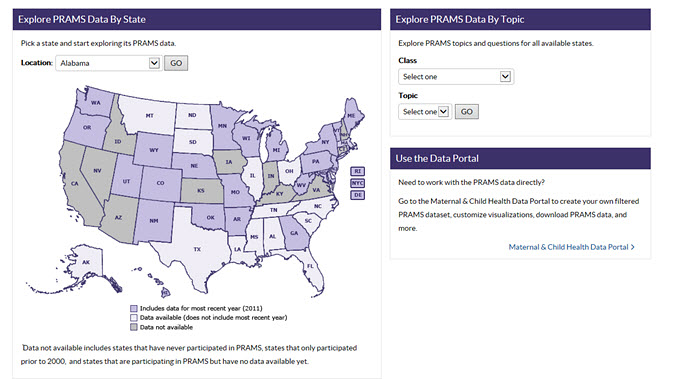 Explore PRAMS Data By State
Pick a state and start exploring its PRAMS data.
Location: Alabama GO
WA
MT
ND
MN
ME
OR
ID
SD
WI
MI
NY
VT
NH
MA
WY
NE
IA
PA
NV
UT
CO
IL
IN
OH
CA
KS
MO
KY
WV
VA
RI
NYC
DE
AZ
NM
OK
AR
TN
NC
SC
TX
LA
MS
AL
GA
FL
AK
HI
Includes data for most recent year (2011)
Data available (does not include most recent year)
Data not available
Data not available includes states that have never participated in PRAMS, states that only participated
prior to 2000, and states that are participating in PRAMS but have no data available yet.
Explore PRAMS Data By Topic
Explore PRAMS topics and questions for all available states.
Class
Select one
Topic
Select one GO
Use the Data Portal
Need to work with the PRAMS data directly?
Go to the Maternal & Child Health Data Portal to create your own filtered
PRAMS dataset, customize visualizations, download PRAMS data, and
more.
Maternal & Child Health Data Portal